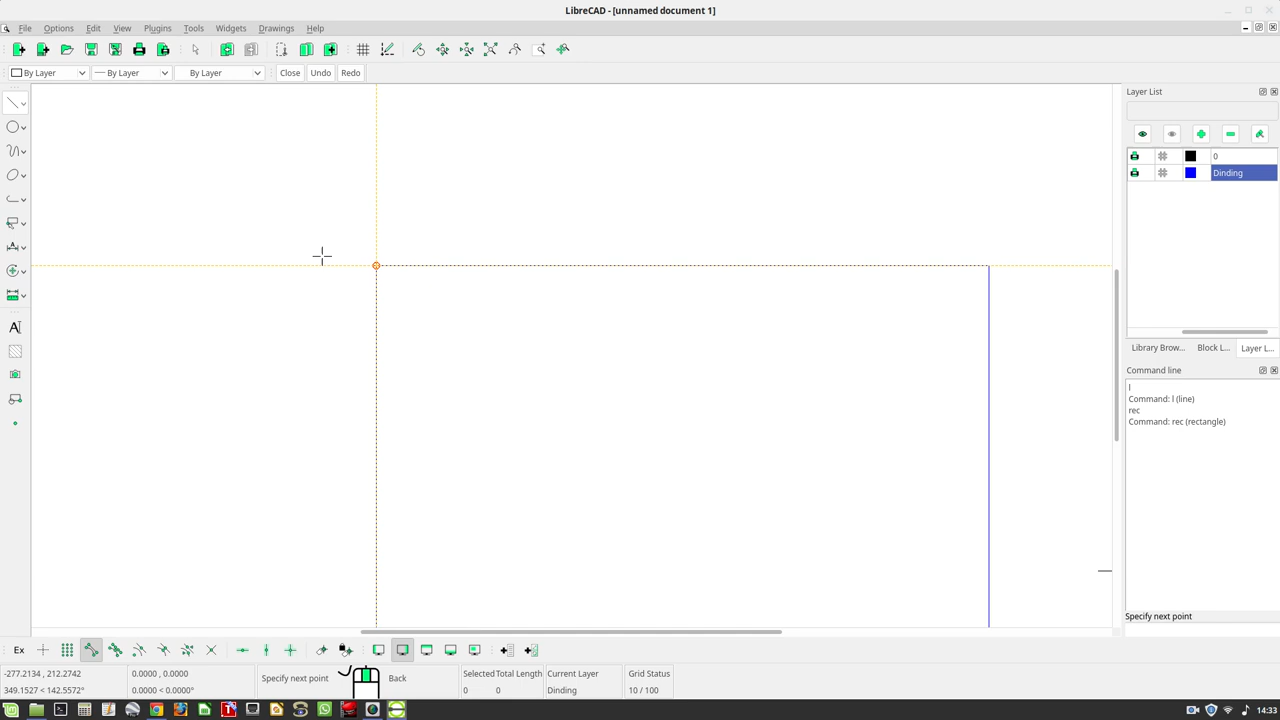 LibreCAD - [unnamed document 1]
File Options Edit View Plugins Tools Widgets Drawings Help
By Layer By Layer By Layer Close Undo Redo
Layer List
0
Dinding
Library Brow... Block L... Layer L...
Command line
l
Command: l (line)
rec
Command: rec (rectangle)
Specify next point
Ex
-277.2134 , 212.2742
349.1527 < 142.5572°
0.0000 , 0.0000
0.0000 < 0.0000°
Specify next point
Back
Selected Total Length
0 0
Current Layer
Dinding
Grid Status
10 / 100
14:33